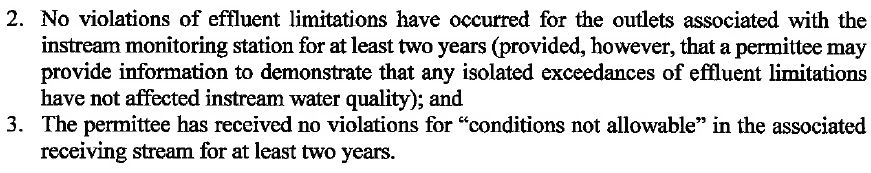 2. No violations of effluent limitations have occurred for the outlets associated with the
instream monitoring station for at least two years (provided, however, that a permittee may
provide information to demonstrate that any isolated exceedances of effluent limitations
have not affected instream water quality); and
3. The permittee has received no violations for “conditions not allowable” in the associated
receiving stream for at least two years.